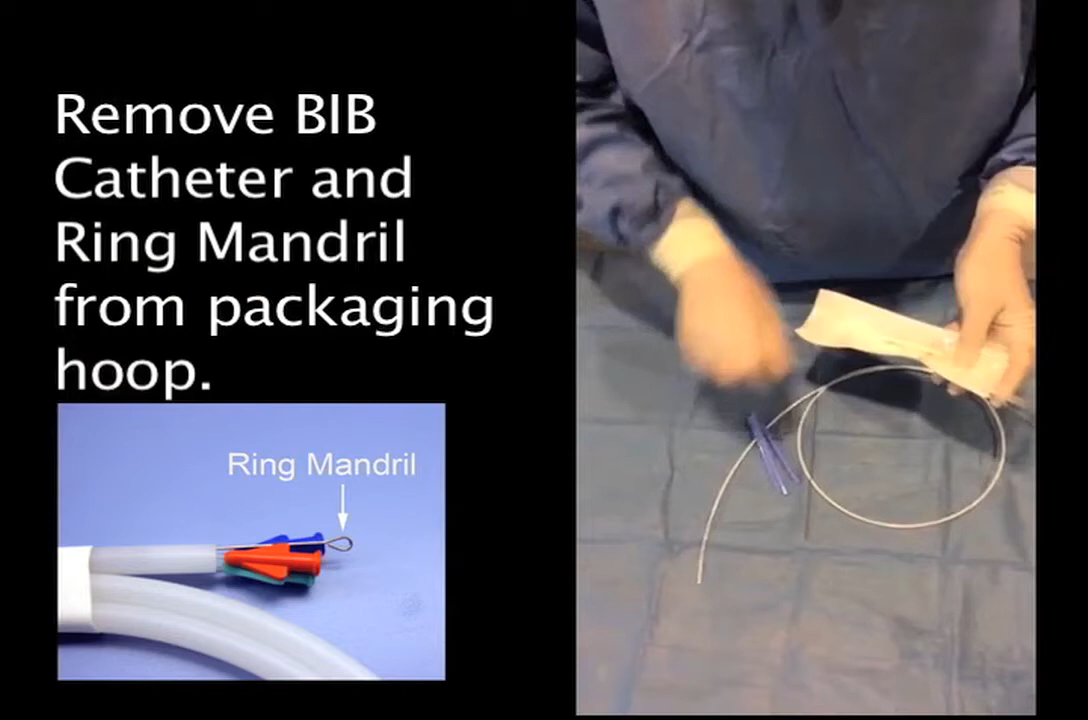 Remove BIB
Catheter and
Ring Mandril
from packaging
hoop.
Ring Mandril